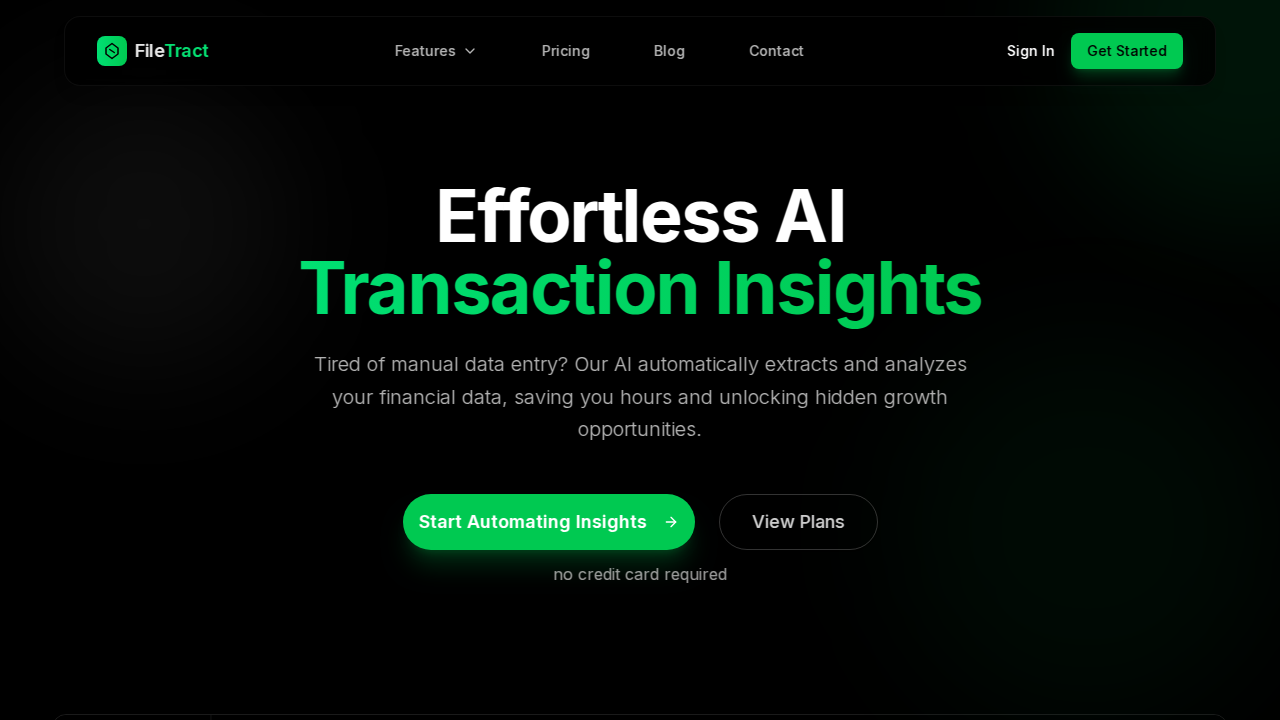 FileTract
Features
Pricing
Blog
Contact
Sign In
Get Started
Effortless AI
Transaction Insights
Tired of manual data entry? Our AI automatically extracts and analyzes
your financial data, saving you hours and unlocking hidden growth
opportunities.
Start Automating Insights
View Plans
no credit card required